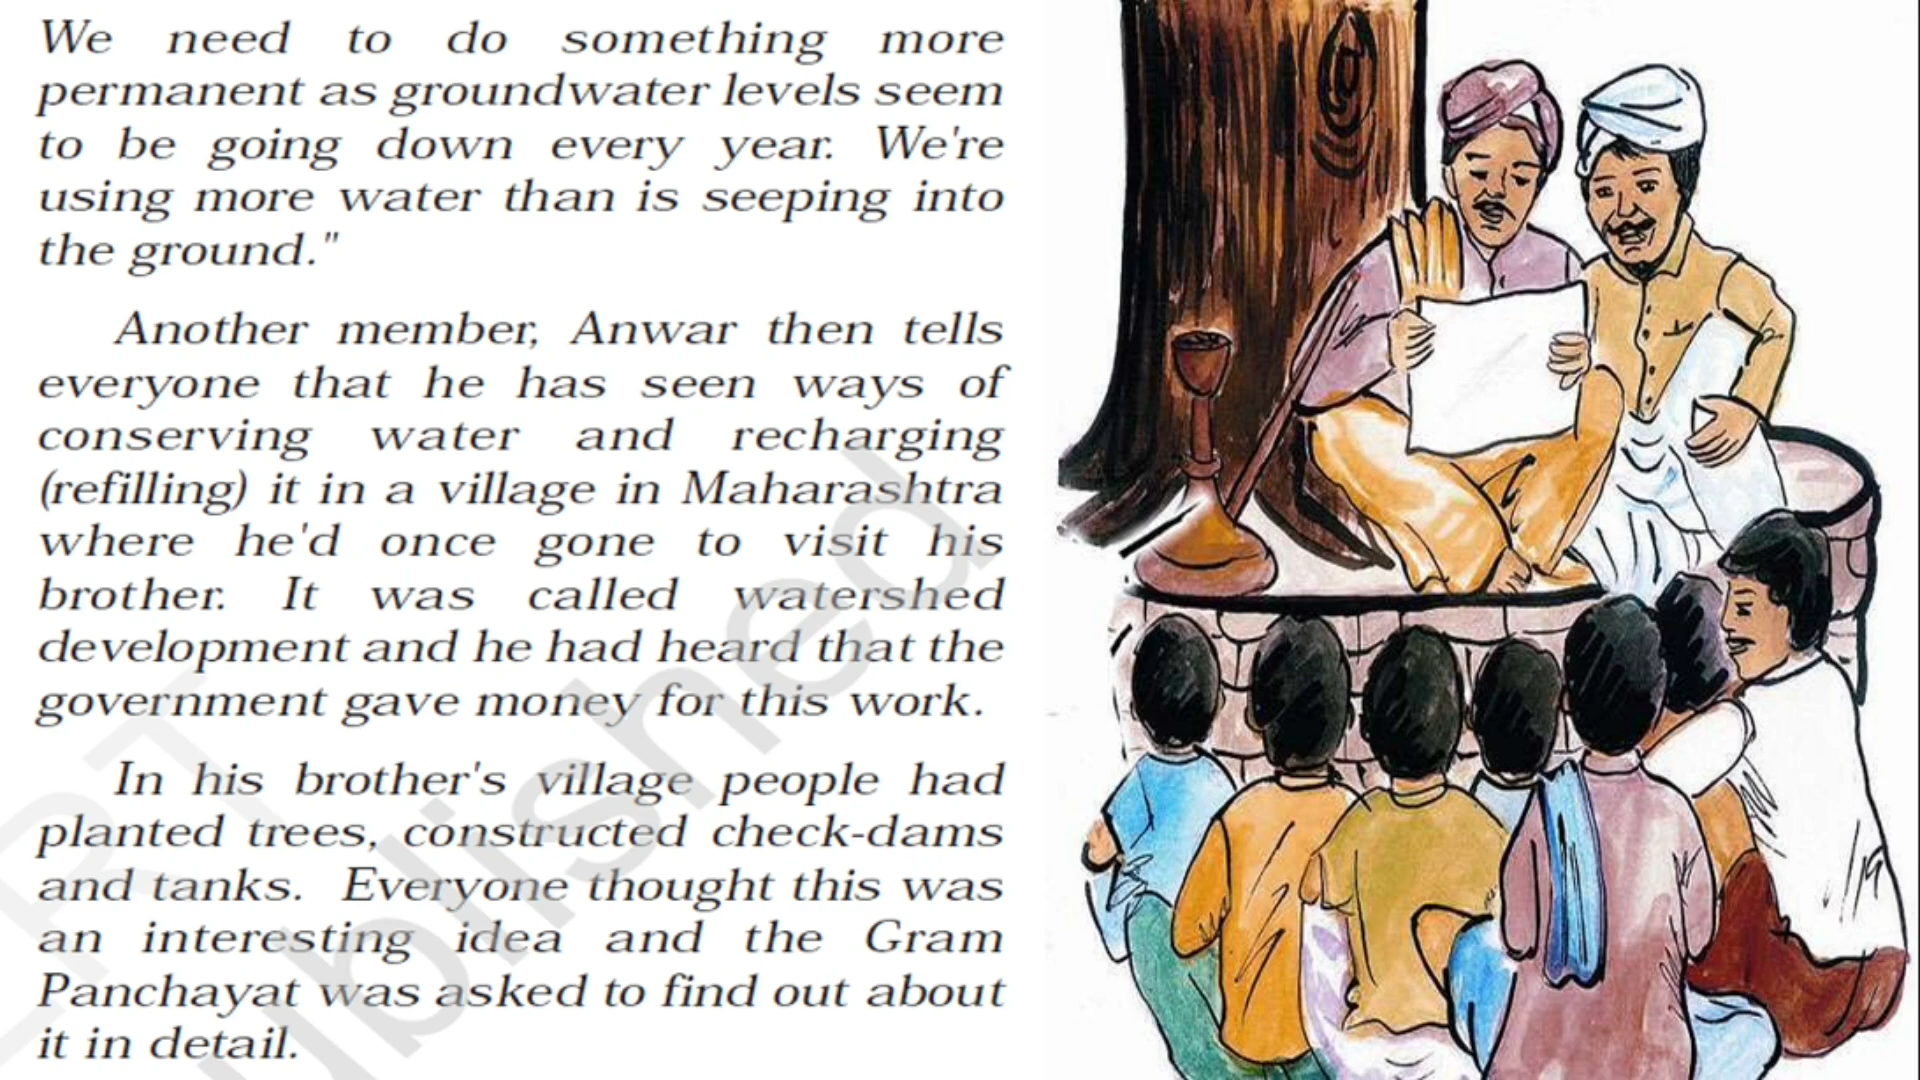 We need to do something more
permanent as groundwater levels seem
to be going down every year. We're
using more water than is seeping into
the ground."
Another member, Anwar then tells
everyone that he has seen ways of
conserving water and recharging
(refilling) it in a village in Maharashtra
where he'd once gone to visit his
brother. It was called watershed
development and he had heard that the
government gave money for this work.
In his brother's village people had
planted trees, constructed check-dams
and tanks. Everyone thought this was
an interesting idea and the Gram
Panchayat was asked to find out about
it in detail.